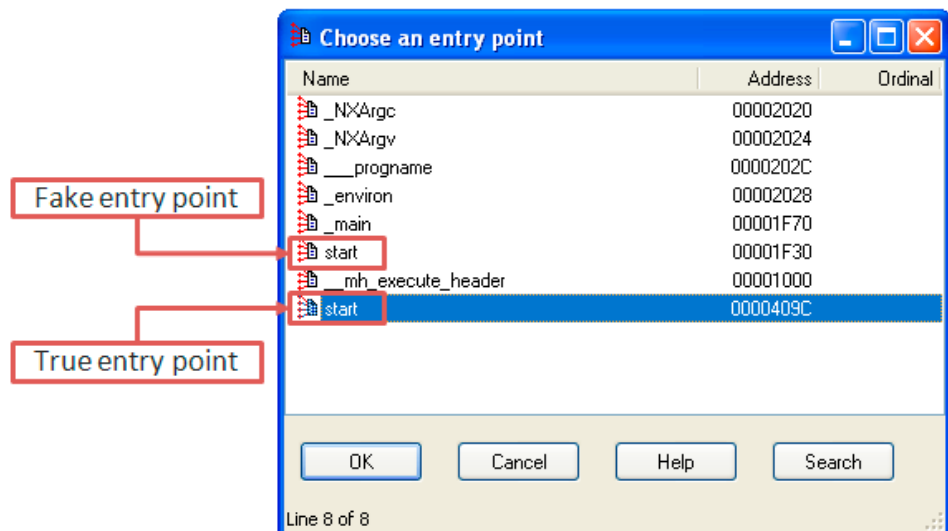 Choose an entry point
Name Address Ordinal
_NXArgc 00002020
_NXArgv 00002024
___progname 0000202C
_environ 00002028
_main 00001F70
start 00001F30
__mh_execute_header 00001000
start 0000409C
Fake entry point
True entry point
OK Cancel Help Search
Line 8 of 8